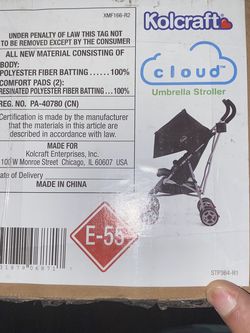 XMF166-R2
UNDER PENALTY OF LAW THIS TAG NOT
TO BE REMOVED EXCEPT BY THE CONSUMER
ALL NEW MATERIAL CONSISTING OF
BODY:
POLYESTER FIBER BATTING ...... 100%
COMFORT PADS (2):
RESINATED POLYESTER FIBER BATTING ...... 100%
REG. NO. PA-40780 (CN)
Certification is made by the manufacturer
that the materials in this article are
described in accordance with law.
MADE FOR
Kolcraft Enterprises, Inc.
W Monroe Street Chicago, IL 60607 USA
ate of Delivery
MADE IN CHINA
E-55
Kolcraft
cloud
Umbrella Stroller
STP364-R1